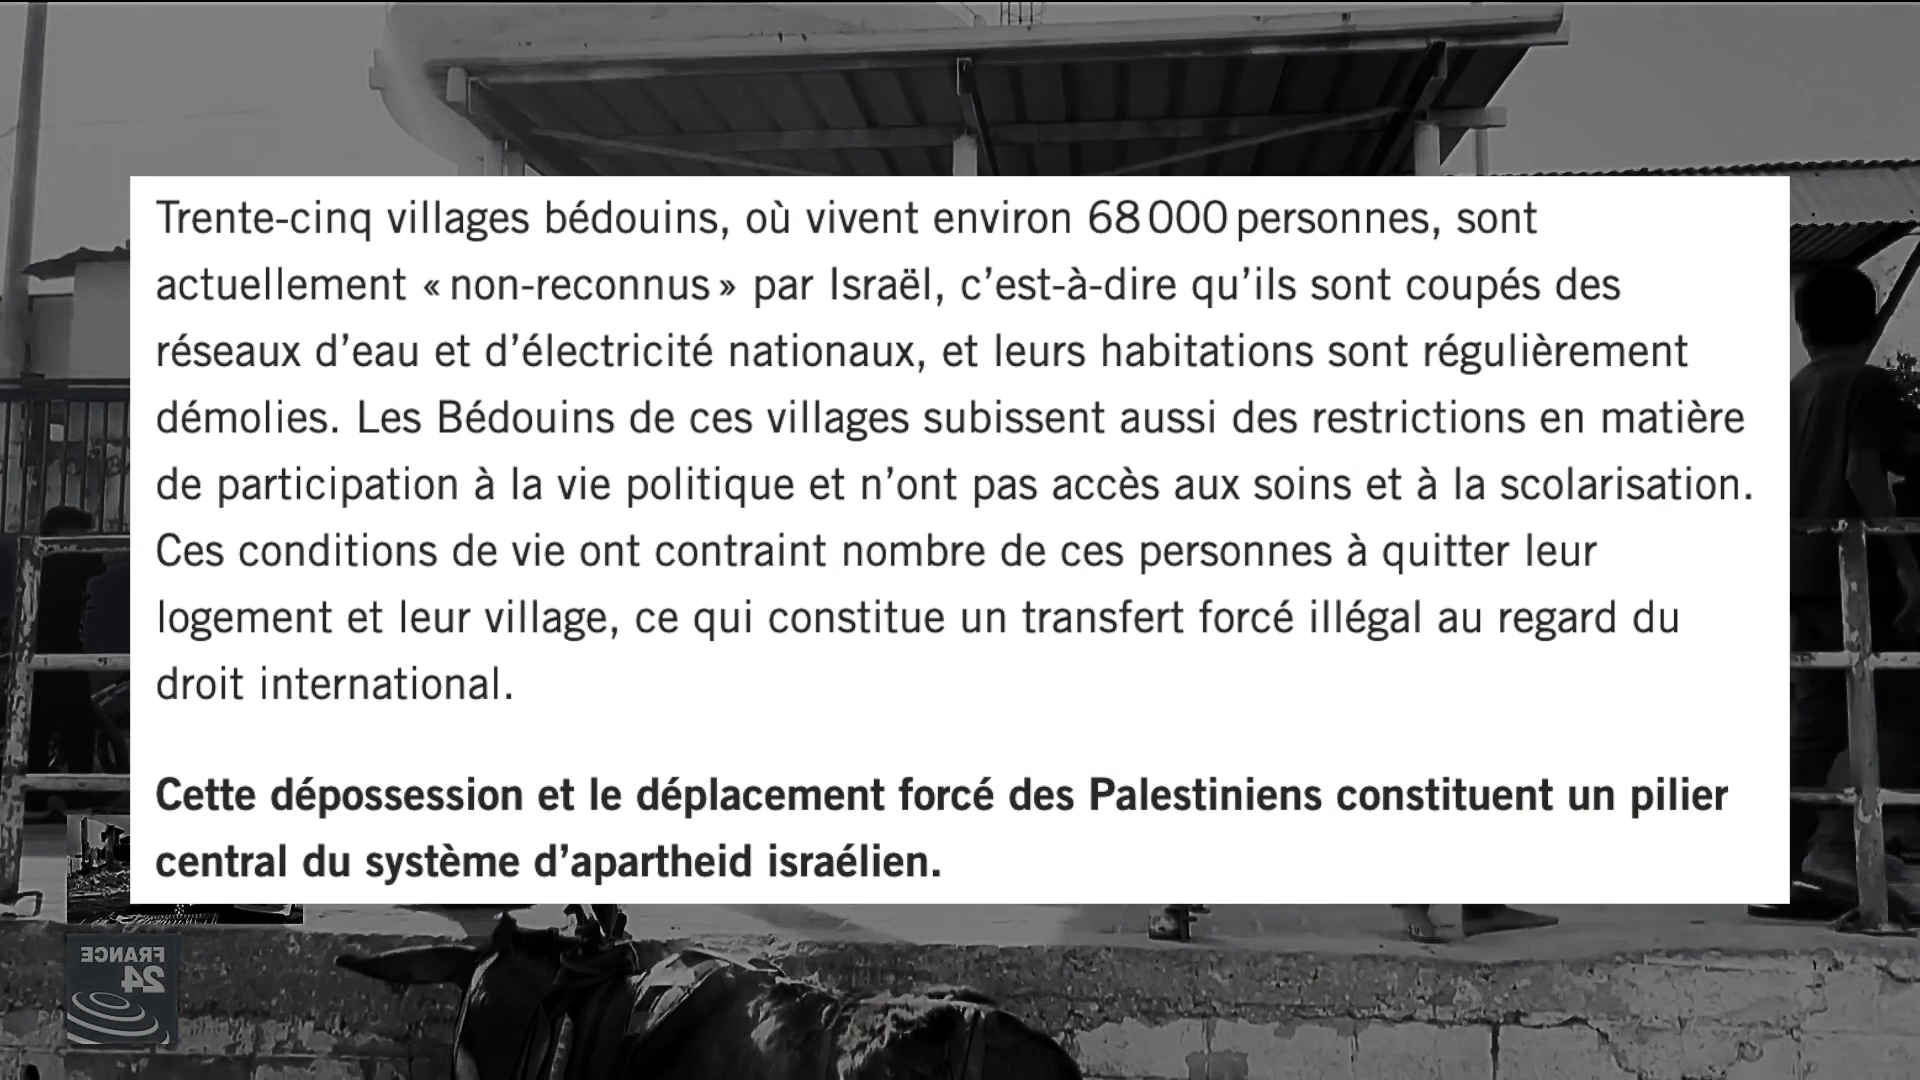 Trente-cinq villages bédouins, où vivent environ 68 000 personnes, sont
actuellement « non-reconnus » par Israël, c’est-à-dire qu’ils sont coupés des
réseaux d’eau et d’électricité nationaux, et leurs habitations sont régulièrement
démolies. Les Bédouins de ces villages subissent aussi des restrictions en matière
de participation à la vie politique et n’ont pas accès aux soins et à la scolarisation.
Ces conditions de vie ont contraint nombre de ces personnes à quitter leur
logement et leur village, ce qui constitue un transfert forcé illégal au regard du
droit international.
Cette dépossession et le déplacement forcé des Palestiniens constituent un pilier
central du système d’apartheid israélien.
FRANCE
24